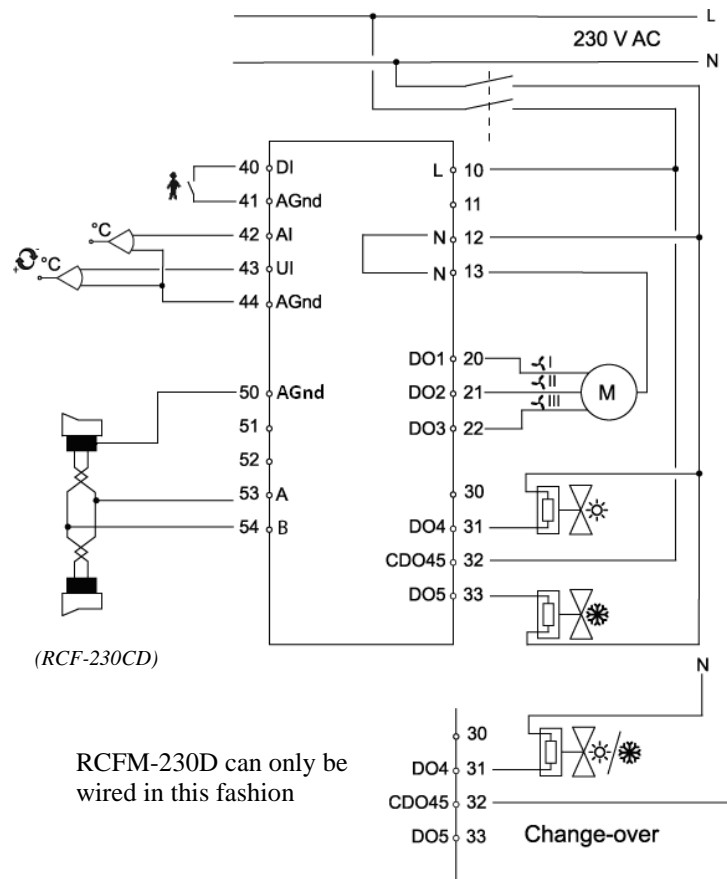 L
230 V AC
N
40 DI
L 10
41 AGnd
11
°C
42 AI
N 12
- + °C
43 UI
N 13
44 AGnd
DO1 20 I
50 AGnd
DO2 21 II
M
51
DO3 22 III
52
53 A
30
54 B
DO4 31
CDO45 32
DO5 33
(RCF-230CD)
N
30
RCFM-230D can only be
wired in this fashion
DO4 31
CDO45 32
DO5 33 Change-over